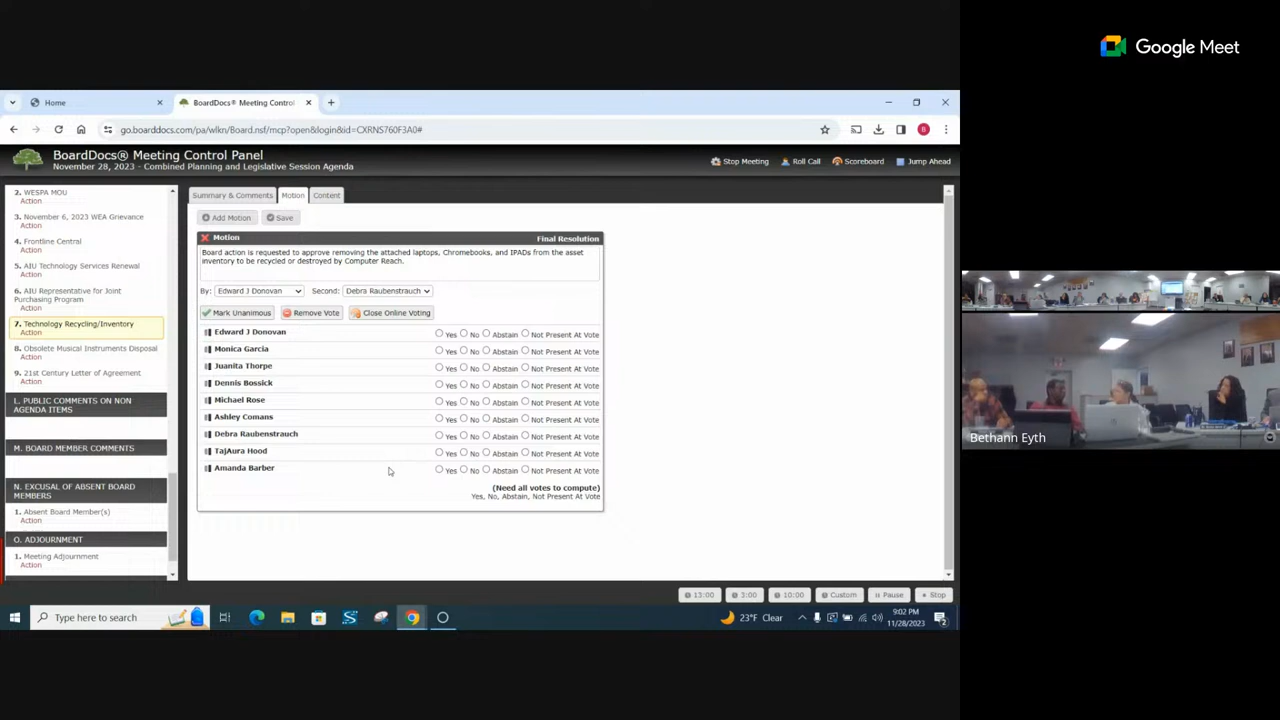 Google Meet
Home
BoardDocs® Meeting Control
go.boarddocs.com/pa/wlkn/Board.nsf/mcp?open&login&id=CXRNS760F3A0#
BoardDocs® Meeting Control Panel
November 28, 2023 - Combined Planning and Legislative Session Agenda
Stop Meeting
Roll Call
Scoreboard
Jump Ahead
2. WESPA MOU
Action
3. November 6, 2023 WEA Grievance
Action
4. Frontline Central
Action
5. AIU Technology Services Renewal
Action
6. AIU Representative for Joint
Purchasing Program
Action
7. Technology Recycling/Inventory
Action
8. Obsolete Musical Instruments Disposal
Action
9. 21st Century Letter of Agreement
Action
L. PUBLIC COMMENTS ON NON
AGENDA ITEMS
M. BOARD MEMBER COMMENTS
N. EXCUSAL OF ABSENT BOARD
MEMBERS
1. Absent Board Member(s)
Action
O. ADJOURNMENT
1. Meeting Adjournment
Action
Summary & Comments
Motion
Content
Add Motion
Save
Motion
Final Resolution
Board action is requested to approve removing the attached laptops, Chromebooks, and IPADs from the asset
inventory to be recycled or destroyed by Computer Reach.
By: Edward J Donovan Second: Debra Raubenstrauch
Mark Unanimous
Remove Vote
Close Online Voting
Edward J Donovan Yes No Abstain Not Present At Vote
Monica Garcia Yes No Abstain Not Present At Vote
Juanita Thorpe Yes No Abstain Not Present At Vote
Dennis Bossick Yes No Abstain Not Present At Vote
Michael Rose Yes No Abstain Not Present At Vote
Ashley Comans Yes No Abstain Not Present At Vote
Debra Raubenstrauch Yes No Abstain Not Present At Vote
TajAura Hood Yes No Abstain Not Present At Vote
Amanda Barber Yes No Abstain Not Present At Vote
(Need all votes to compute)
Yes, No, Abstain, Not Present At Vote
13:00
3:00
10:00
Custom
Pause
Stop
Type here to search
23°F Clear
9:02 PM
11/28/2023
2
Bethann Eyth